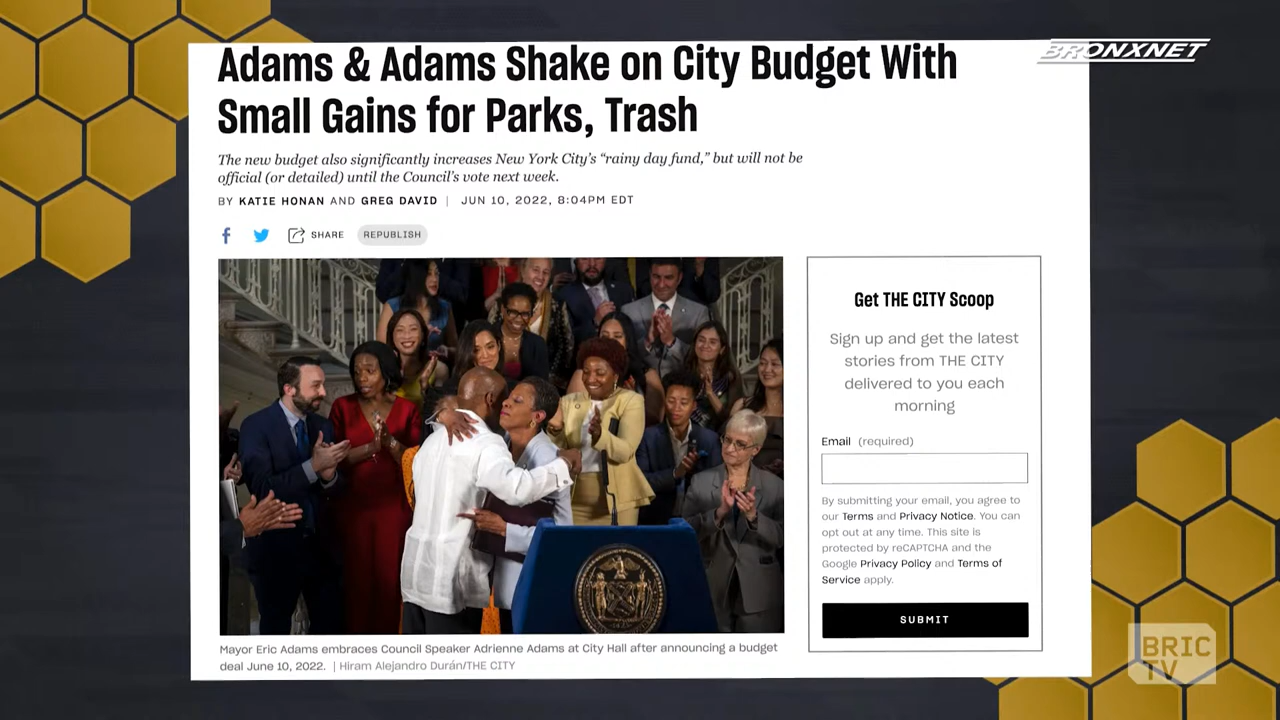 BRONXNET
Adams & Adams Shake on City Budget With
Small Gains for Parks, Trash
The new budget also significantly increases New York City's “rainy day fund,” but will not be
official (or detailed) until the Council's vote next week.
BY KATIE HONAN AND GREG DAVID | JUN 10, 2022, 8:04PM EDT
SHARE
REPUBLISH
Mayor Eric Adams embraces Council Speaker Adrienne Adams at City Hall after announcing a budget
deal June 10, 2022. | Hiram Alejandro Durán/THE CITY
Get THE CITY Scoop
Sign up and get the latest
stories from THE CITY
delivered to you each
morning
Email (required)
By submitting your email, you agree to
our Terms and Privacy Notice. You can
opt out at any time. This site is
protected by reCAPTCHA and the
Google Privacy Policy and Terms of
Service apply.
SUBMIT
BRIC
TV